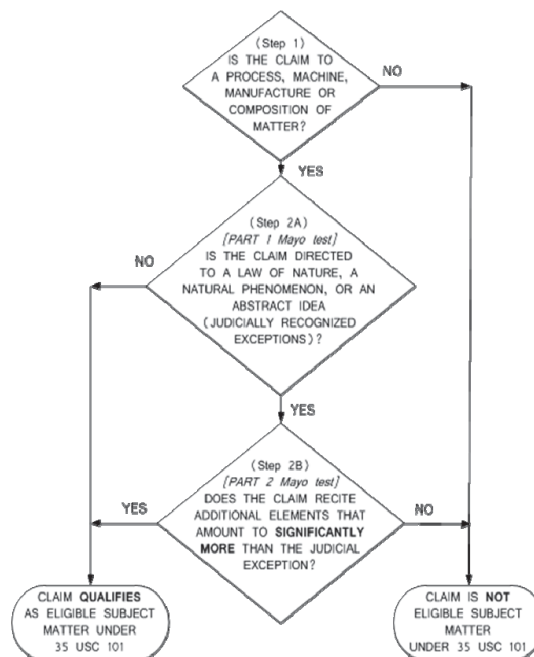 (Step 1)
IS THE CLAIM TO
A PROCESS, MACHINE,
MANUFACTURE OR
COMPOSITION OF
MATTER?
NO
YES
(Step 2A)
[PART 1 Mayo test]
IS THE CLAIM DIRECTED
TO A LAW OF NATURE, A
NATURAL PHENOMENON, OR AN
ABSTRACT IDEA
(JUDICIALLY RECOGNIZED
EXCEPTIONS)?
NO
YES
(Step 2B)
[PART 2 Mayo test]
DOES THE CLAIM RECITE
ADDITIONAL ELEMENTS THAT
AMOUNT TO SIGNIFICANTLY
MORE THAN THE JUDICIAL
EXCEPTION?
YES
NO
CLAIM QUALIFIES
AS ELIGIBLE SUBJECT
MATTER UNDER
35 USC 101
CLAIM IS NOT
ELIGIBLE SUBJECT
MATTER
UNDER 35 USC 101